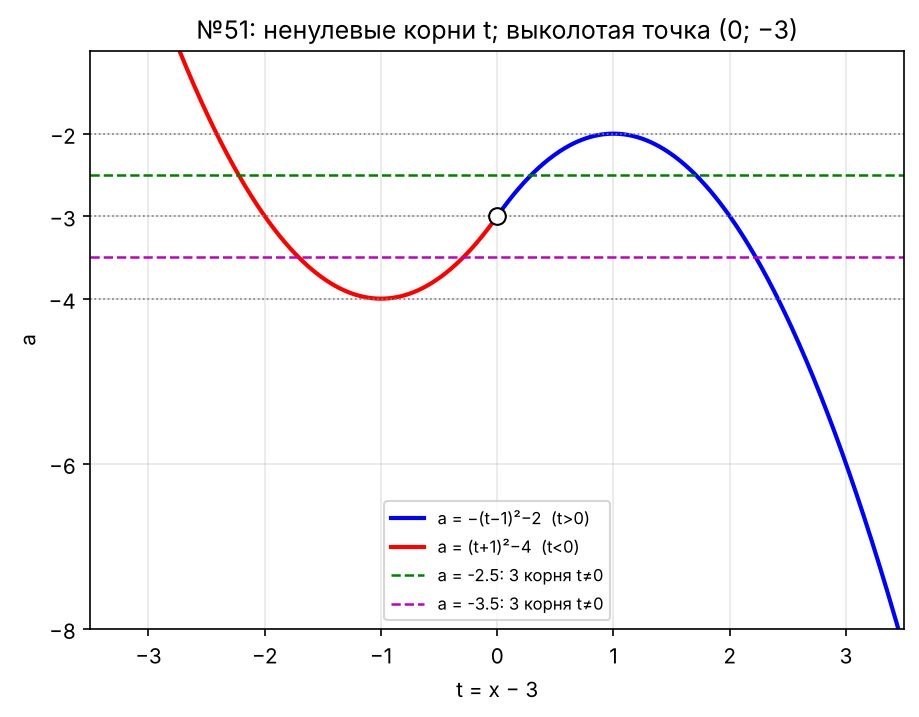 №51: ненулевые корни t; выколотая точка (0; −3)
a
−2
−3
−4
−6
−8
a = −(t−1)²−2 (t>0)
a = (t+1)²−4 (t<0)
a = -2.5: 3 корня t≠0
a = -3.5: 3 корня t≠0
−3 −2 −1 0 1 2 3
t = x − 3